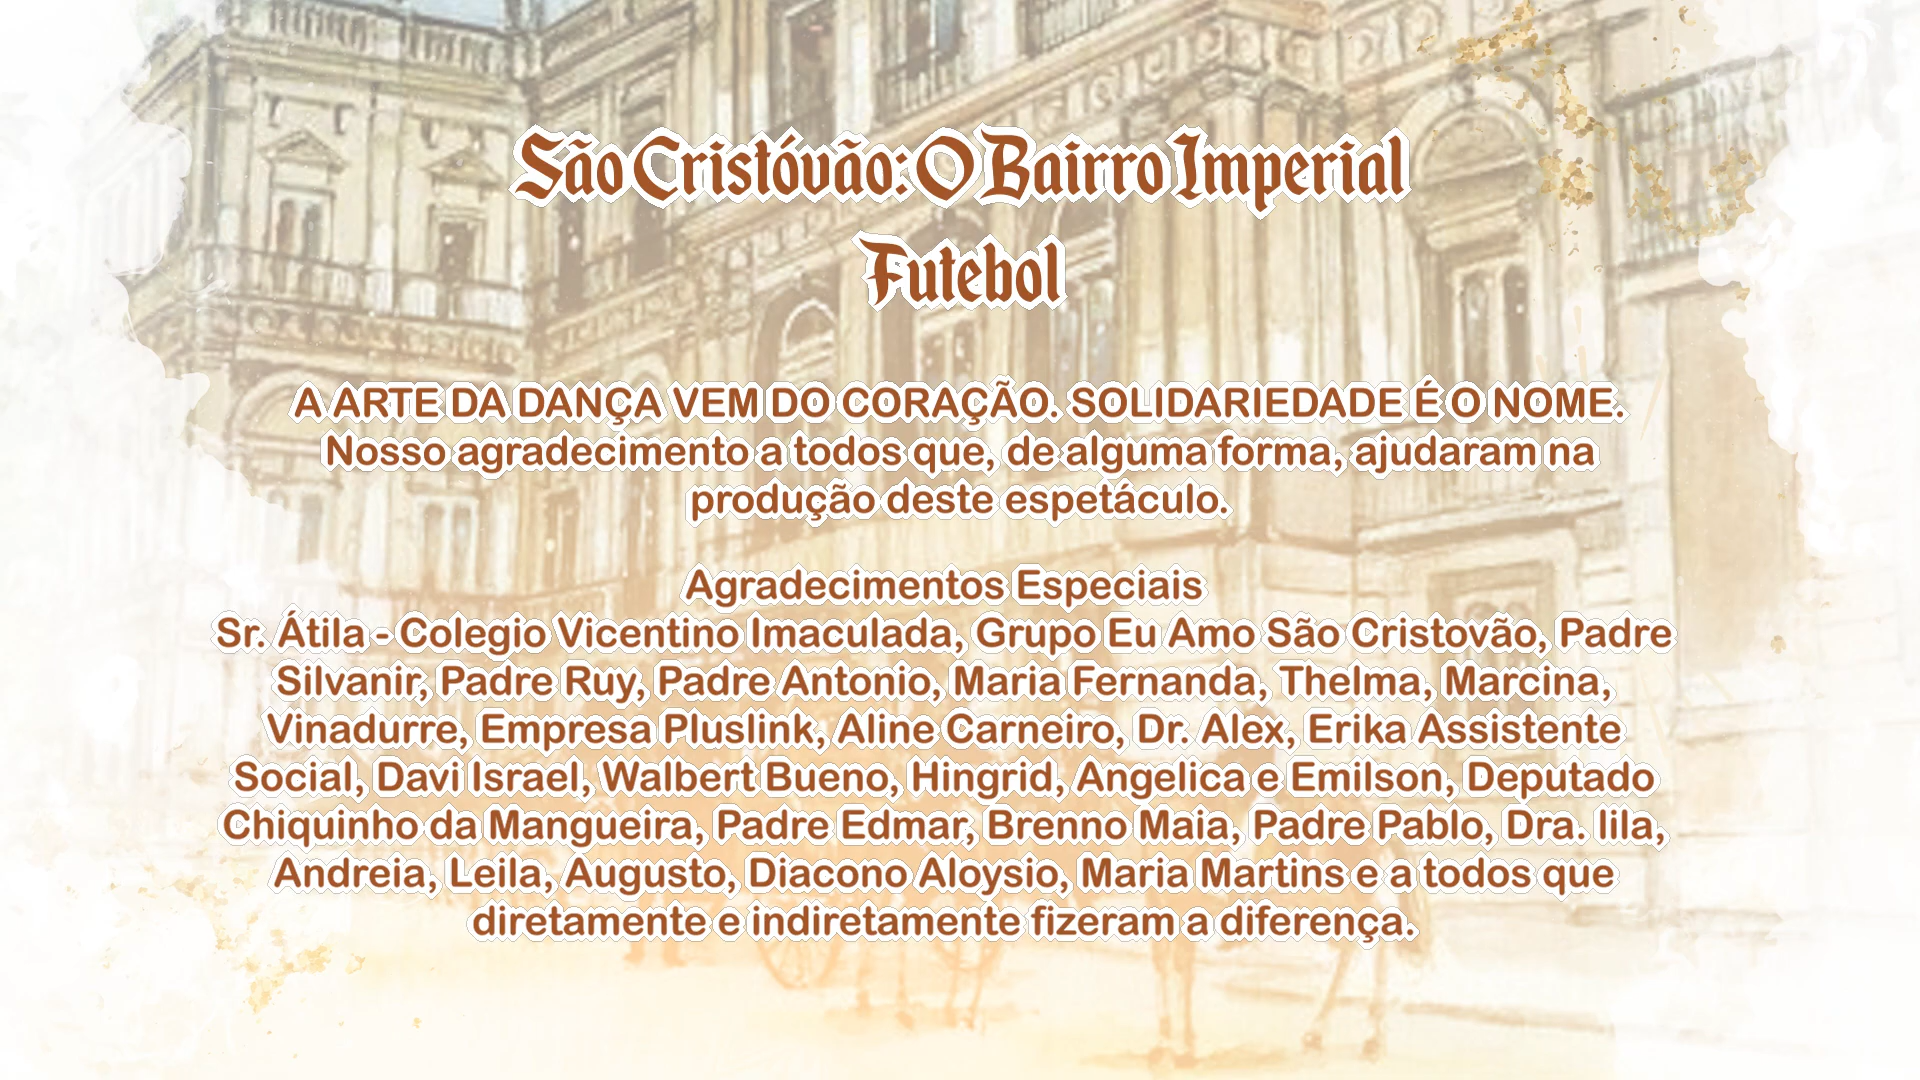 São Cristóvão: O Bairro Imperial
Futebol
A ARTE DA DANÇA VEM DO CORAÇÃO. SOLIDARIEDADE É O NOME.
Nosso agradecimento a todos que, de alguma forma, ajudaram na
produção deste espetáculo.
Agradecimentos Especiais
Sr. Átila - Colegio Vicentino Imaculada, Grupo Eu Amo São Cristovão, Padre
Silvanir, Padre Ruy, Padre Antonio, Maria Fernanda, Thelma, Marcina,
Vinadurre, Empresa Pluslink, Aline Carneiro, Dr. Alex, Erika Assistente
Social, Davi Israel, Walbert Bueno, Hingrid, Angelica e Emilson, Deputado
Chiquinho da Mangueira, Padre Edmar, Brenno Maia, Padre Pablo, Dra. lila,
Andreia, Leila, Augusto, Diacono Aloysio, Maria Martins e a todos que
diretamente e indiretamente fizeram a diferença.